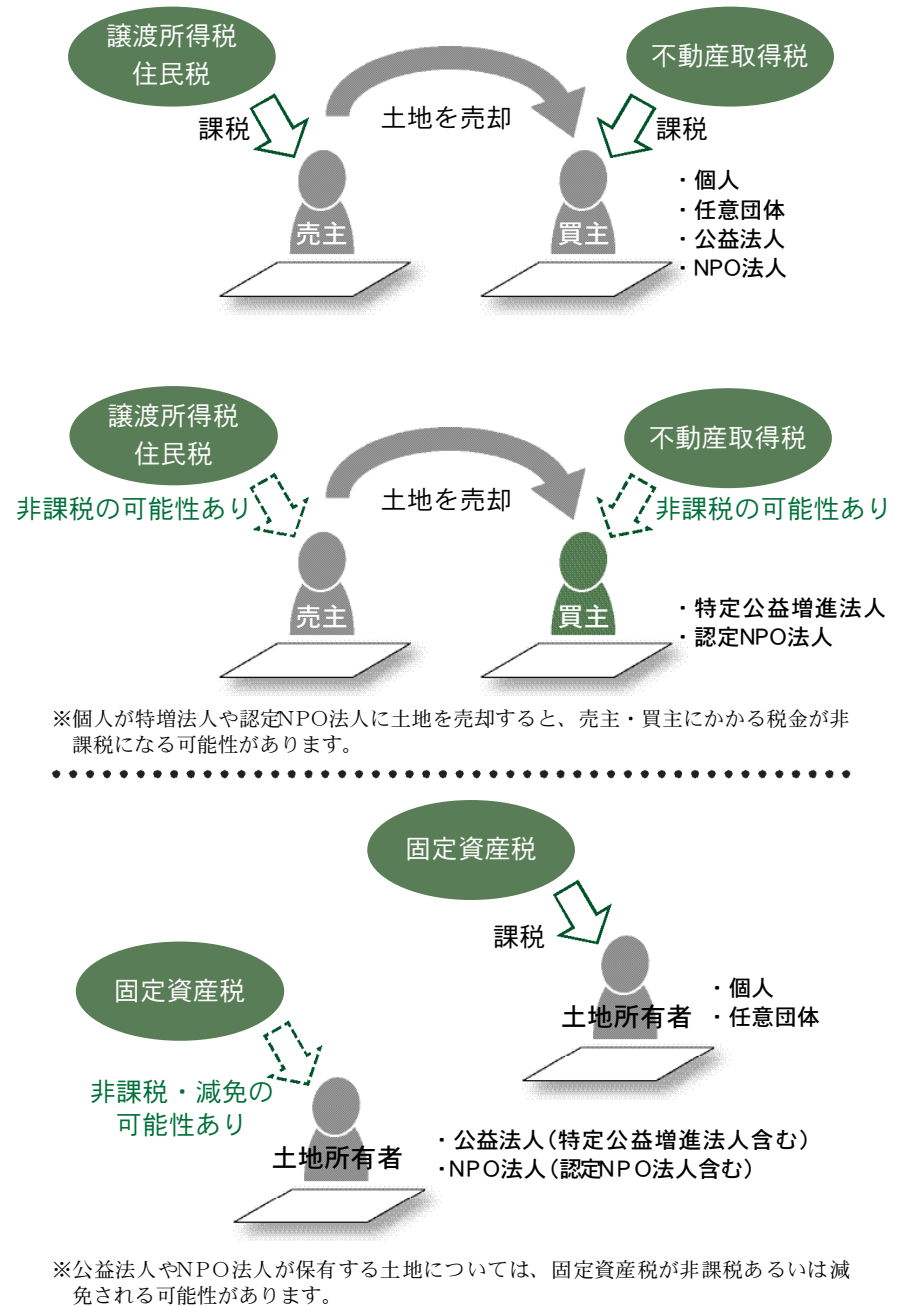 譲渡所得税
住民税
不動産取得税
課税
土地を売却
課税
売主
買主
・個人
・任意団体
・公益法人
・NPO法人
譲渡所得税
住民税
不動産取得税
非課税の可能性あり
土地を売却
非課税の可能性あり
売主
買主
・特定公益増進法人
・認定NPO法人
※個人が特増法人や認定NPO法人に土地を売却すると、売主・買主にかかる税金が非
課税になる可能性があります。
固定資産税
課税
土地所有者
・個人
・任意団体
固定資産税
非課税・減免の
可能性あり
土地所有者
・公益法人(特定公益増進法人含む)
・NPO法人(認定NPO法人含む)
※公益法人やNPO法人が保有する土地については、固定資産税が非課税あるいは減
免される可能性があります。